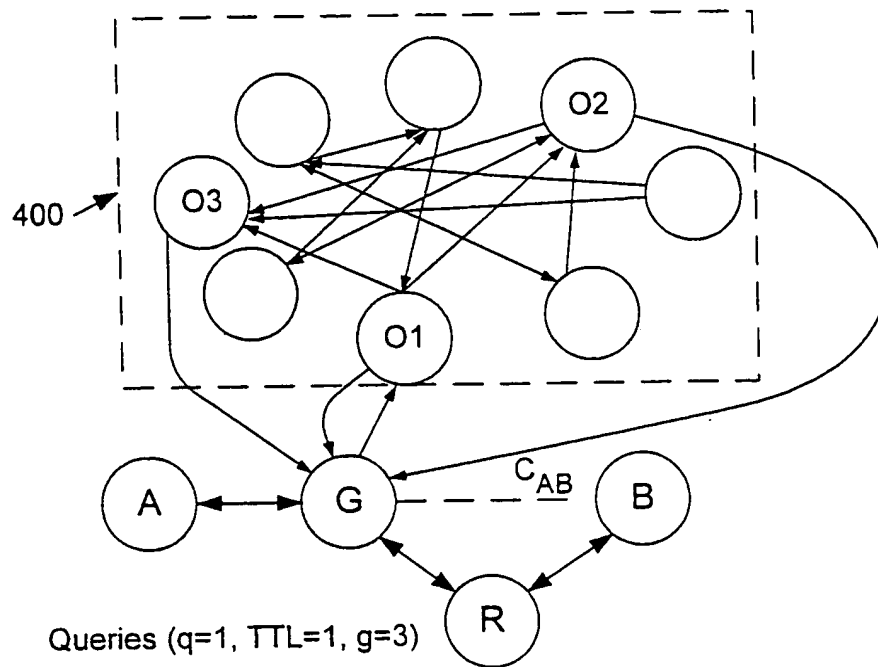 O2
O3
400
O1
C_AB
A
G
B
R
Queries (q=1, TTL=1, g=3)